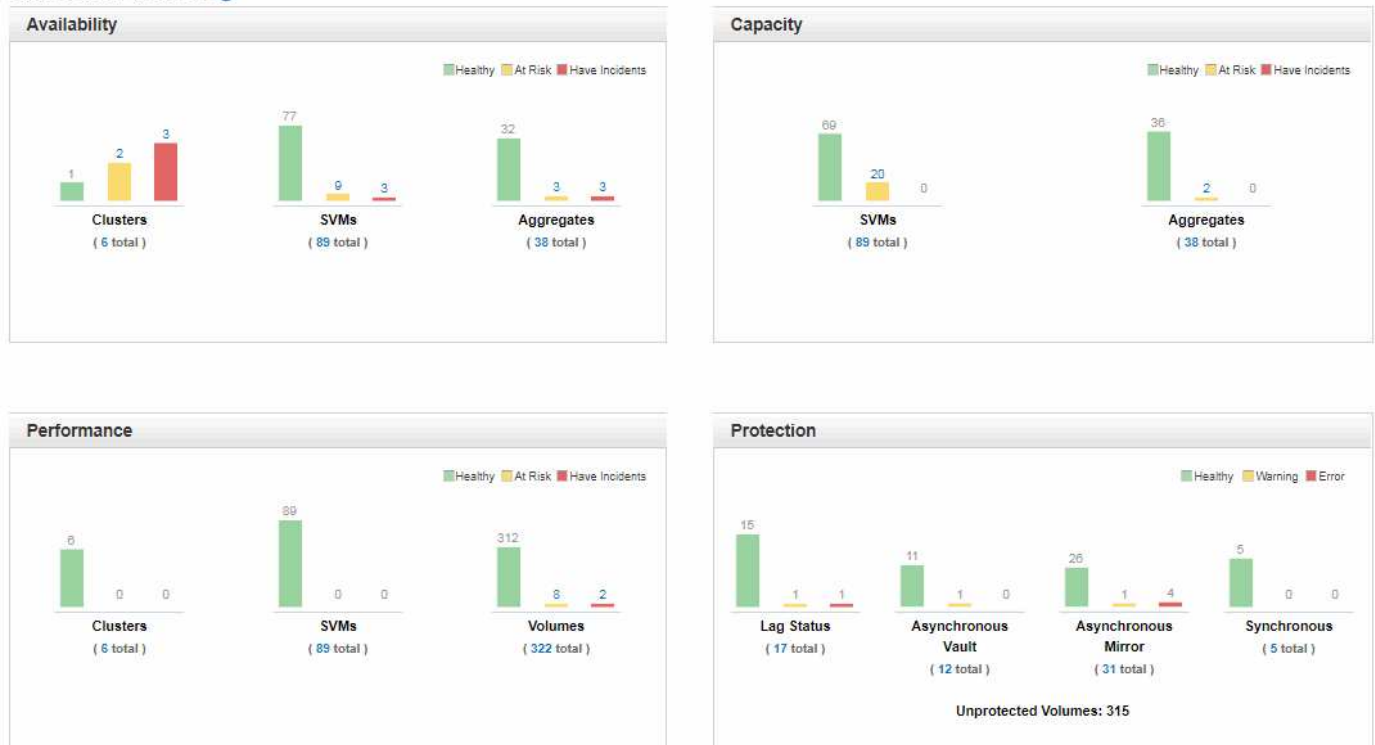 Availability
Healthy At Risk Have Incidents
1 2 3
77 9 3
32 3 3
Clusters SVMs Aggregates
( 6 total ) ( 89 total ) ( 38 total )
Capacity
Healthy At Risk Have Incidents
69 20 0
36 2 0
SVMs Aggregates
( 89 total ) ( 38 total )
Performance
Healthy At Risk Have Incidents
6 0 0
89 0 0
312 8 2
Clusters SVMs Volumes
( 6 total ) ( 89 total ) ( 322 total )
Protection
Healthy Warning Error
15 1 1
11 1 0
26 1 4
5 0 0
Lag Status
( 17 total )
Asynchronous
Vault
( 12 total )
Asynchronous
Mirror
( 31 total )
Synchronous
( 5 total )
Unprotected Volumes: 315